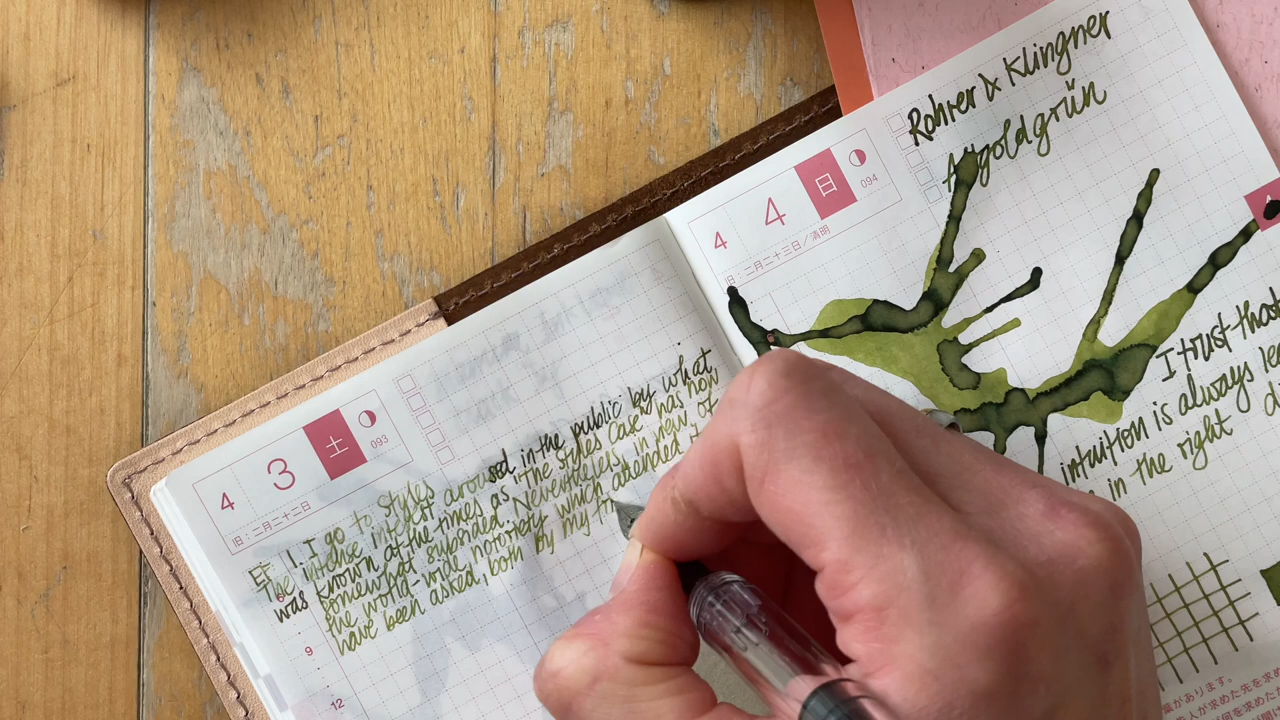 4 3 土
093
旧:二月二十二日
EF 1. I go to Styles
The intense interest aroused in the public by what
was known at the times as "The Styles Case" has now
somewhat subsided. Nevertheless, in view of
the world-wide notoriety which attended
have been asked, both by my
9
12
4 4 日
094
旧:二月二十三日/清明
Rohrer & Klingner
Altgoldgrün
I trust that
intuition is always
in the right